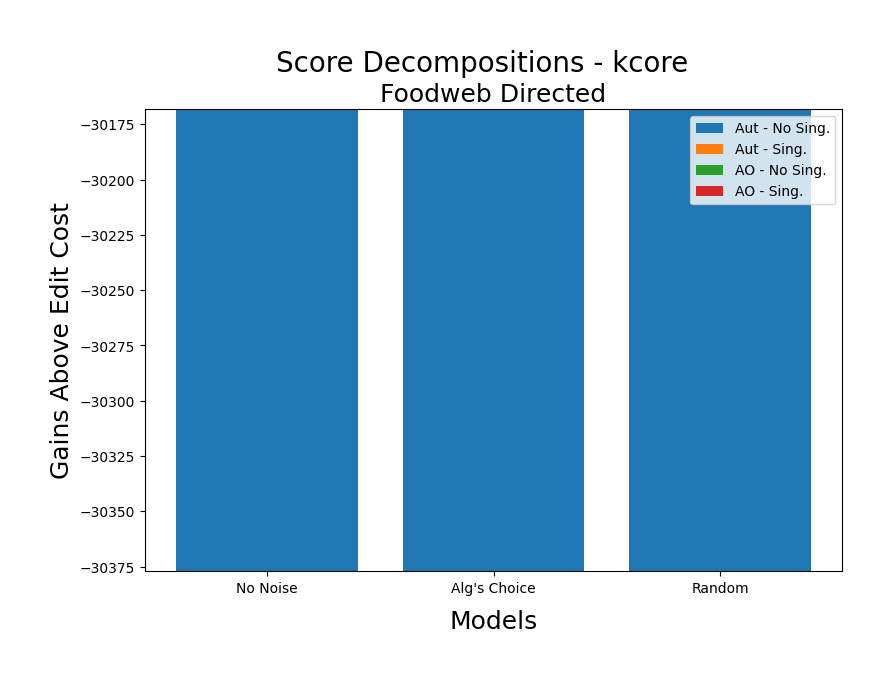 Score Decompositions - kcore
Foodweb Directed
Gains Above Edit Cost
−30175
−30200
−30225
−30250
−30275
−30300
−30325
−30350
−30375
Aut - No Sing.
Aut - Sing.
AO - No Sing.
AO - Sing.
No Noise
Alg's Choice
Random
Models